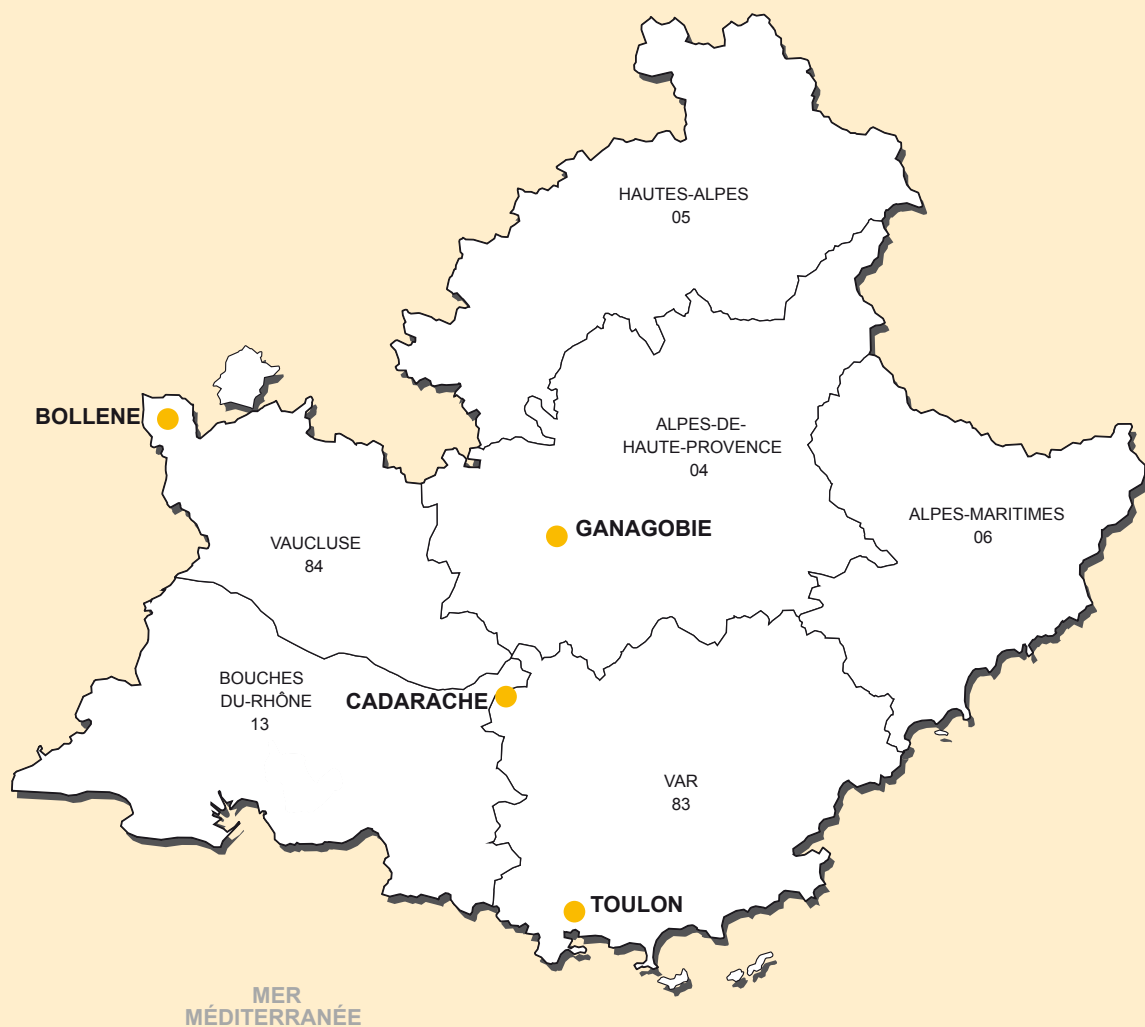 HAUTES-ALPES
05
BOLLENE
ALPES-DE-
HAUTE-PROVENCE
04
ALPES-MARITIMES
06
GANAGOBIE
VAUCLUSE
84
BOUCHES
DU-RHÔNE
13
CADARACHE
VAR
83
TOULON
MER
MÉDITERRANÉE